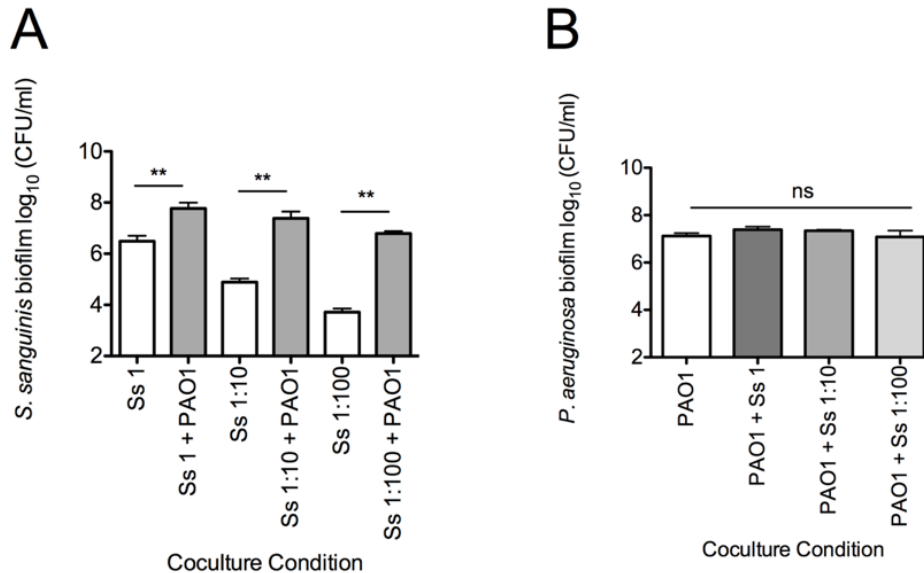 A
S. sanguinis biofilm log10 (CFU/ml)
10
8
6
4
2
**
**
**
Ss 1
Ss 1 + PAO1
Ss 1:10
Ss 1:10 + PAO1
Ss 1:100
Ss 1:100 + PAO1
Coculture Condition
B
P. aeruginosa biofilm log10 (CFU/ml)
10
8
6
4
2
ns
PAO1
PAO1 + Ss 1
PAO1 + Ss 1:10
PAO1 + Ss 1:100
Coculture Condition